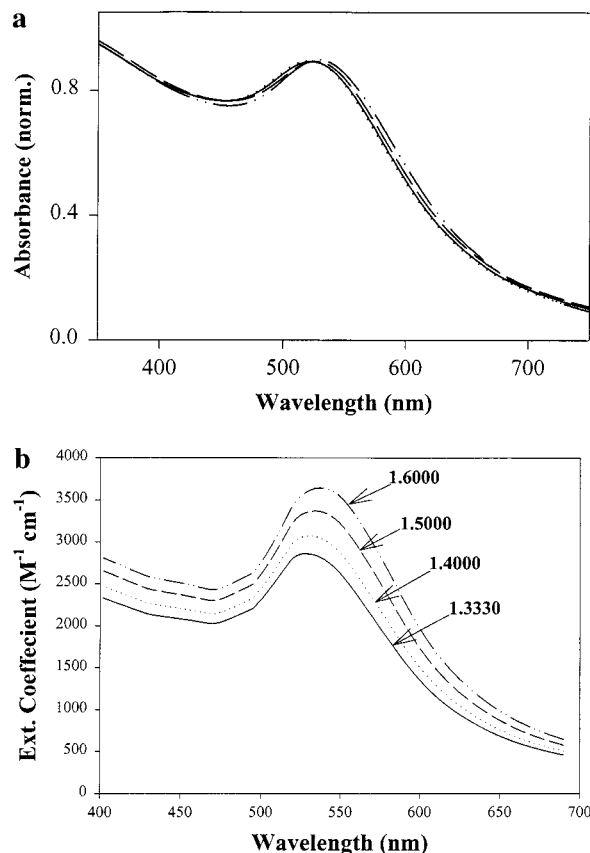 a
Absorbance (norm.)
0.8
0.4
0.0
400 500 600 700
Wavelength (nm)
b
Ext. Coeffecient (M⁻¹ cm⁻¹)
4000
3500
3000
2500
2000
1500
1000
500
0
1.6000
1.5000
1.4000
1.3330
400 450 500 550 600 650 700
Wavelength (nm)